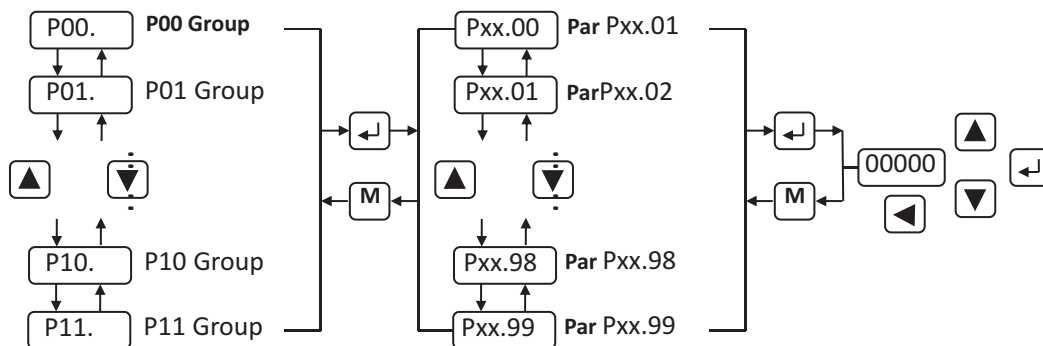 P00. P00 Group Pxx.00 Par Pxx.01
P01. P01 Group Pxx.01 ParPxx.02
00000
M M
P10. P10 Group Pxx.98 Par Pxx.98
P11. P11 Group Pxx.99 Par Pxx.99